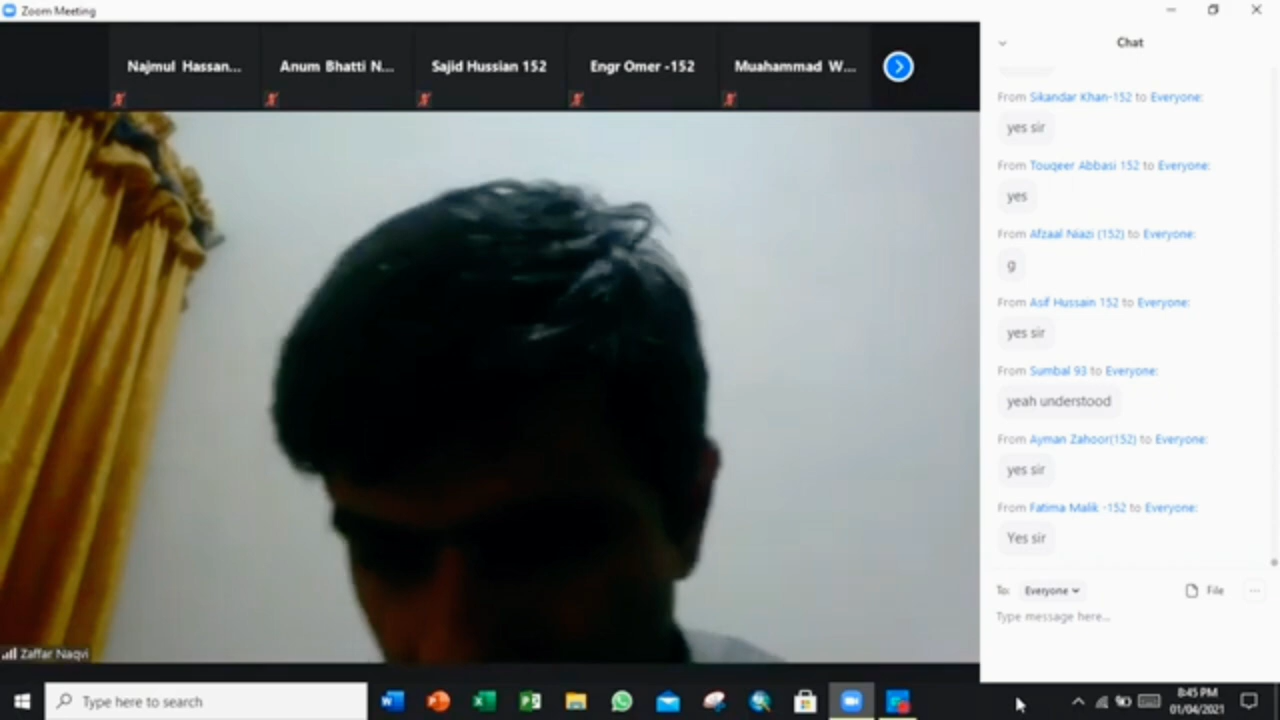 Zoom Meeting
Najmul Hassan...
Anum Bhatti N...
Sajid Hussian 152
Engr Omer -152
Muahammad W...
Chat
From Sikandar Khan-152 to Everyone:
yes sir
From Touqeer Abbasi 152 to Everyone:
yes
From Afzaal Niazi (152) to Everyone:
g
From Asif Hussain 152 to Everyone:
yes sir
From Sumbal 93 to Everyone:
yeah understood
From Ayman Zahoor(152) to Everyone:
yes sir
From Fatima Malik -152 to Everyone:
Yes sir
To: Everyone
File
Type message here...
Zaffar Naqvi
Type here to search
8:45 PM
01/04/2021